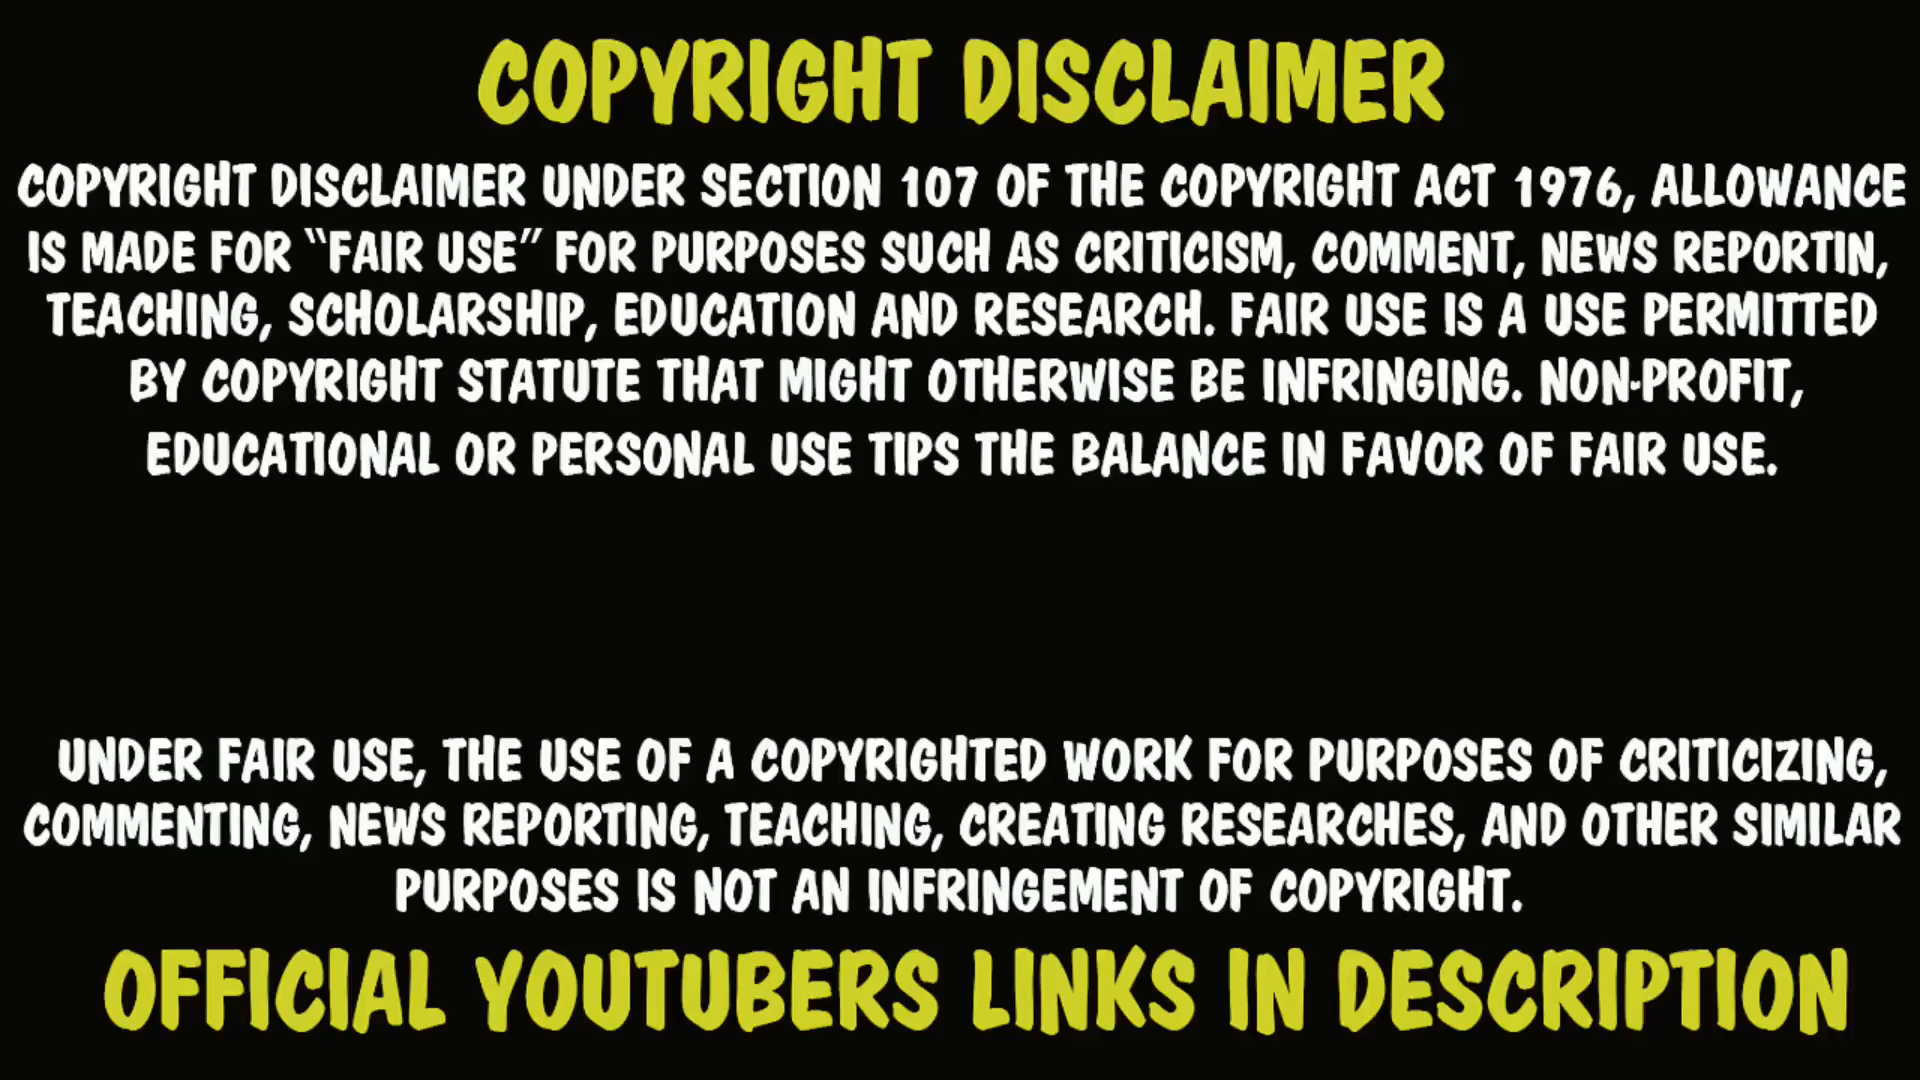 COPYRIGHT DISCLAIMER
COPYRIGHT DISCLAIMER UNDER SECTION 107 OF THE COPYRIGHT ACT 1976, ALLOWANCE
IS MADE FOR "FAIR USE" FOR PURPOSES SUCH AS CRITICISM, COMMENT, NEWS REPORTIN,
TEACHING, SCHOLARSHIP, EDUCATION AND RESEARCH. FAIR USE IS A USE PERMITTED
BY COPYRIGHT STATUTE THAT MIGHT OTHERWISE BE INFRINGING. NON-PROFIT,
EDUCATIONAL OR PERSONAL USE TIPS THE BALANCE IN FAVOR OF FAIR USE.
UNDER FAIR USE, THE USE OF A COPYRIGHTED WORK FOR PURPOSES OF CRITICIZING,
COMMENTING, NEWS REPORTING, TEACHING, CREATING RESEARCHES, AND OTHER SIMILAR
PURPOSES IS NOT AN INFRINGEMENT OF COPYRIGHT.
OFFICIAL YOUTUBERS LINKS IN DESCRIPTION